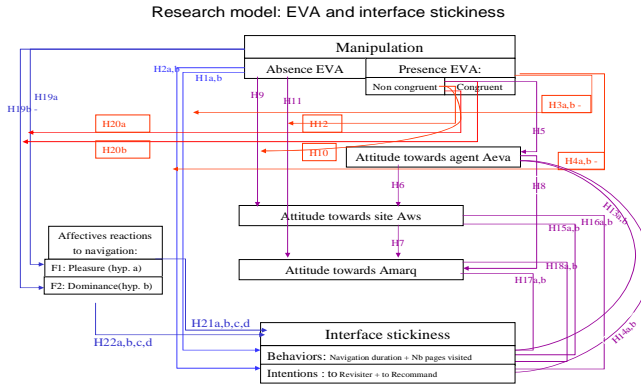 Research model: EVA and interface stickiness
Manipulation
Absence EVA
Presence EVA:
Non congruent
Congruent
H2a,b
H1a,b
H19a
H19b -
H9
H11
H3a,b -
H20a
H12
H5
H20b
H10
Attitude towards agent Aeva
H4a,b -
H6
H8
H13a,b
Attitude towards site Aws
H16a,b
H15a,b
Affectives reactions
to navigation:
F1: Pleasure (hyp. a)
F2: Dominance(hyp. b)
H7
Attitude towards Amarq
H18a,b
H17a,b
H14a,b
H21a,b,c,d
H22a,b,c,d
Interface stickiness
Behaviors: Navigation duration + Nb pages visited
Intentions : to Revisiter + to Recommand